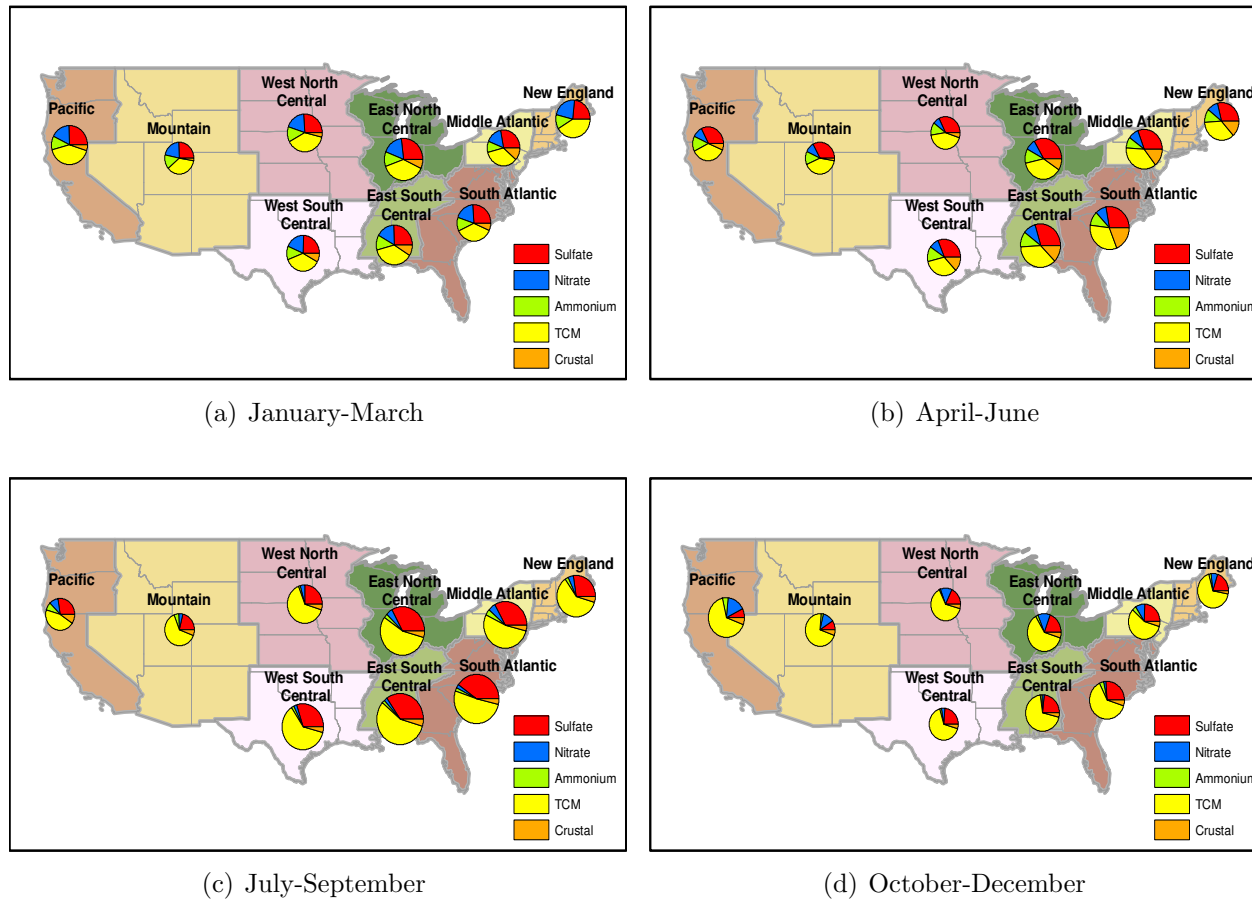 New England
West North
Central
East North
Central
Pacific
Middle Atlantic
Mountain
South Atlantic
East South
Central
West South
Central
Sulfate
Nitrate
Ammonium
TCM
Crustal
(a) January-March
New England
West North
Central
East North
Central
Pacific
Middle Atlantic
Mountain
South Atlantic
East South
Central
West South
Central
Sulfate
Nitrate
Ammonium
TCM
Crustal
(b) April-June
West North
Central
New England
East North
Central
Pacific
Middle Atlantic
Mountain
South Atlantic
East South
Central
West South
Central
Sulfate
Nitrate
Ammonium
TCM
Crustal
(c) July-September
West North
Central
New England
East North
Central
Pacific
Middle Atlantic
Mountain
South Atlantic
East South
Central
West South
Central
Sulfate
Nitrate
Ammonium
TCM
Crustal
(d) October-December